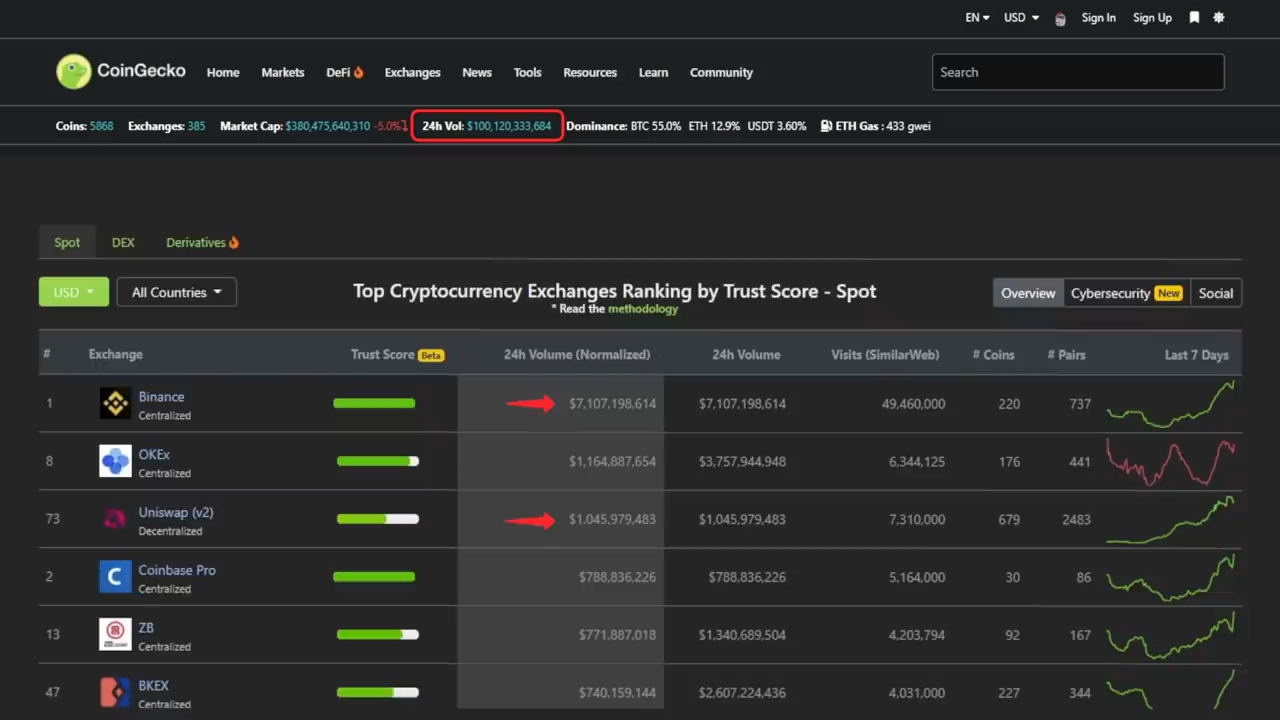 EN USD Sign In Sign Up
CoinGecko Home Markets DeFi Exchanges News Tools Resources Learn Community Search
Coins: 5868 Exchanges: 385 Market Cap: $380,475,640,310 -5.0% 24h Vol: $100,120,333,684 Dominance: BTC 55.0% ETH 12.9% USDT 3.60% ETH Gas : 433 gwei
Spot DEX Derivatives
USD All Countries Top Cryptocurrency Exchanges Ranking by Trust Score - Spot Overview Cybersecurity New Social
* Read the methodology
# Exchange Trust Score Beta 24h Volume (Normalized) 24h Volume Visits (SimilarWeb) # Coins # Pairs Last 7 Days
1 Binance $7,107,198,614 $7,107,198,614 49,460,000 220 737
Centralized
8 OKEx $1,164,887,654 $3,757,944,948 6,344,125 176 441
Centralized
73 Uniswap (v2) $1,045,979,483 $1,045,979,483 7,310,000 679 2483
Decentralized
2 Coinbase Pro $788,836,226 $788,836,226 5,164,000 30 86
Centralized
13 ZB $771,887,018 $1,340,689,504 4,203,794 92 167
Centralized
47 BKEX $740,159,144 $2,607,224,436 4,031,000 227 344
Centralized